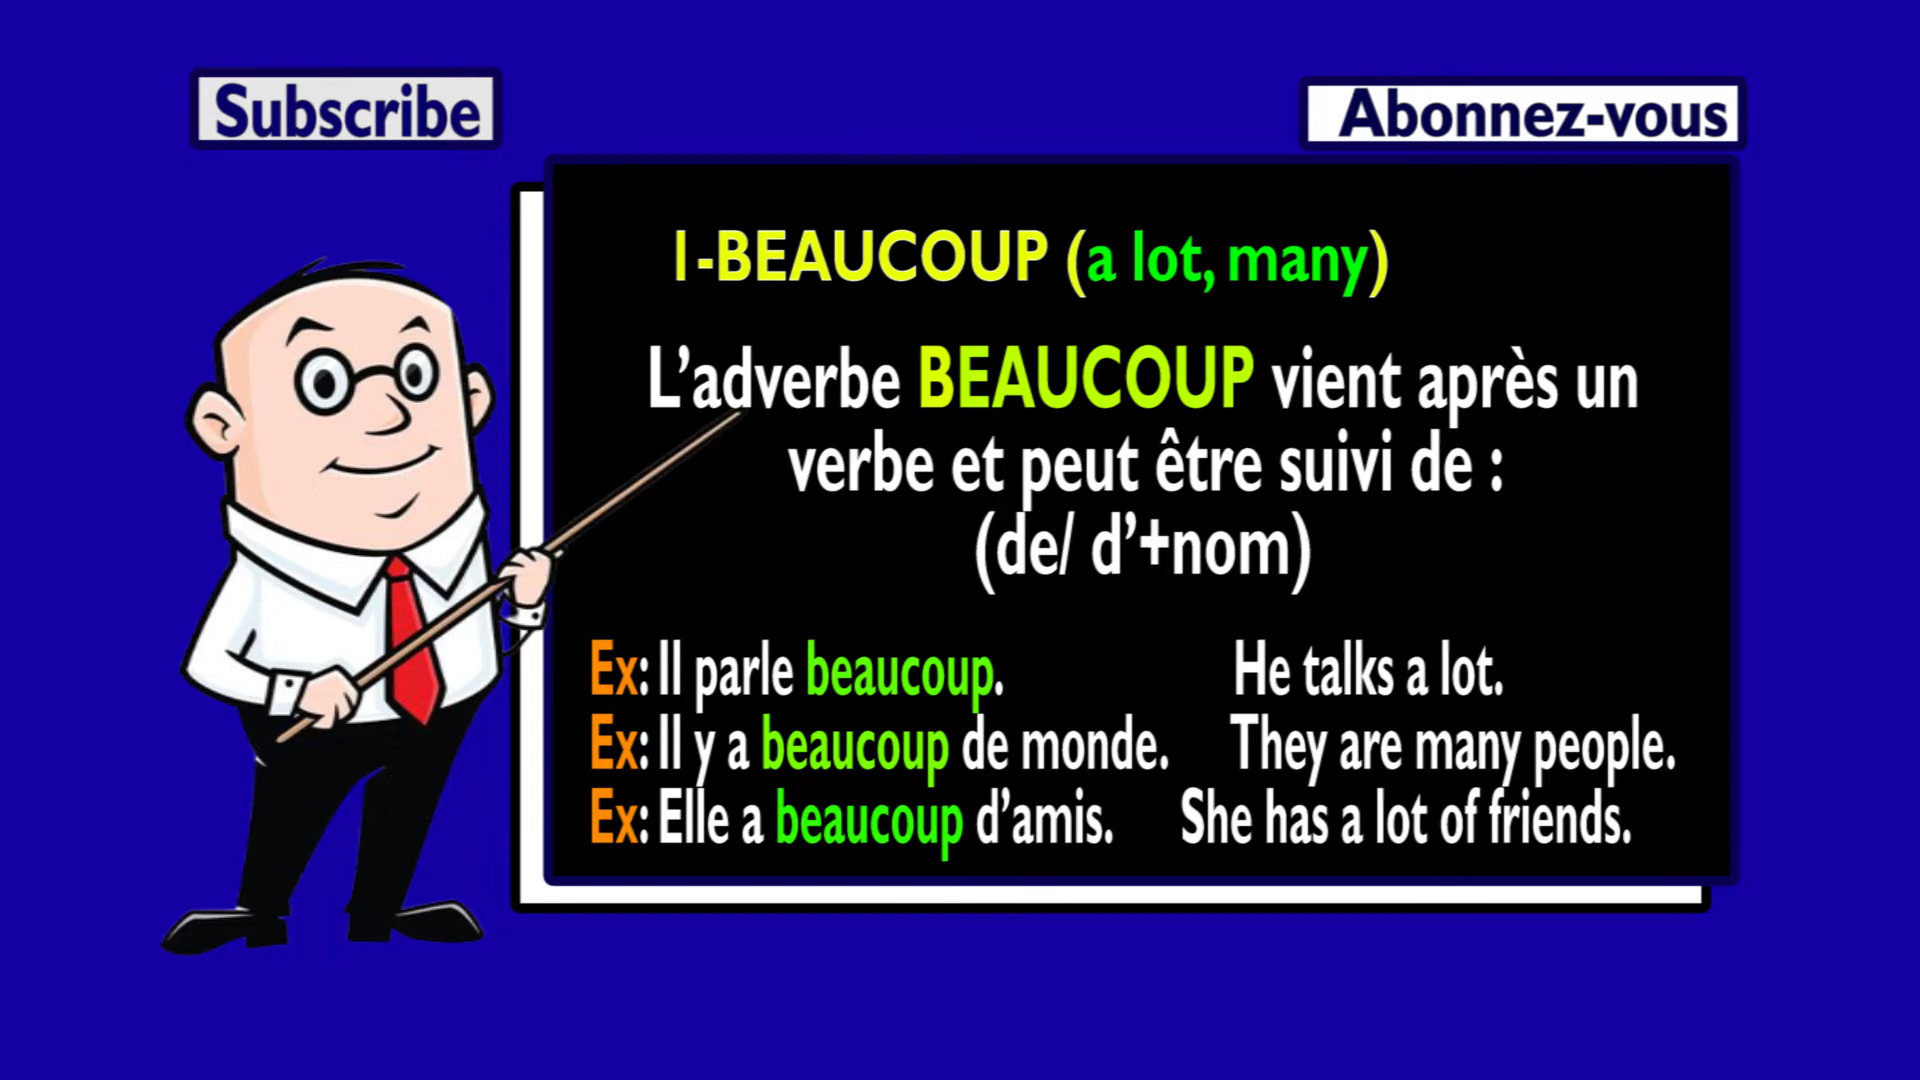 Subscribe
Abonnez-vous
1-BEAUCOUP (a lot, many)
L'adverbe BEAUCOUP vient après un
verbe et peut être suivi de :
(de/ d'+nom)
Ex: Il parle beaucoup. He talks a lot.
Ex: Il y a beaucoup de monde. They are many people.
Ex: Elle a beaucoup d'amis. She has a lot of friends.